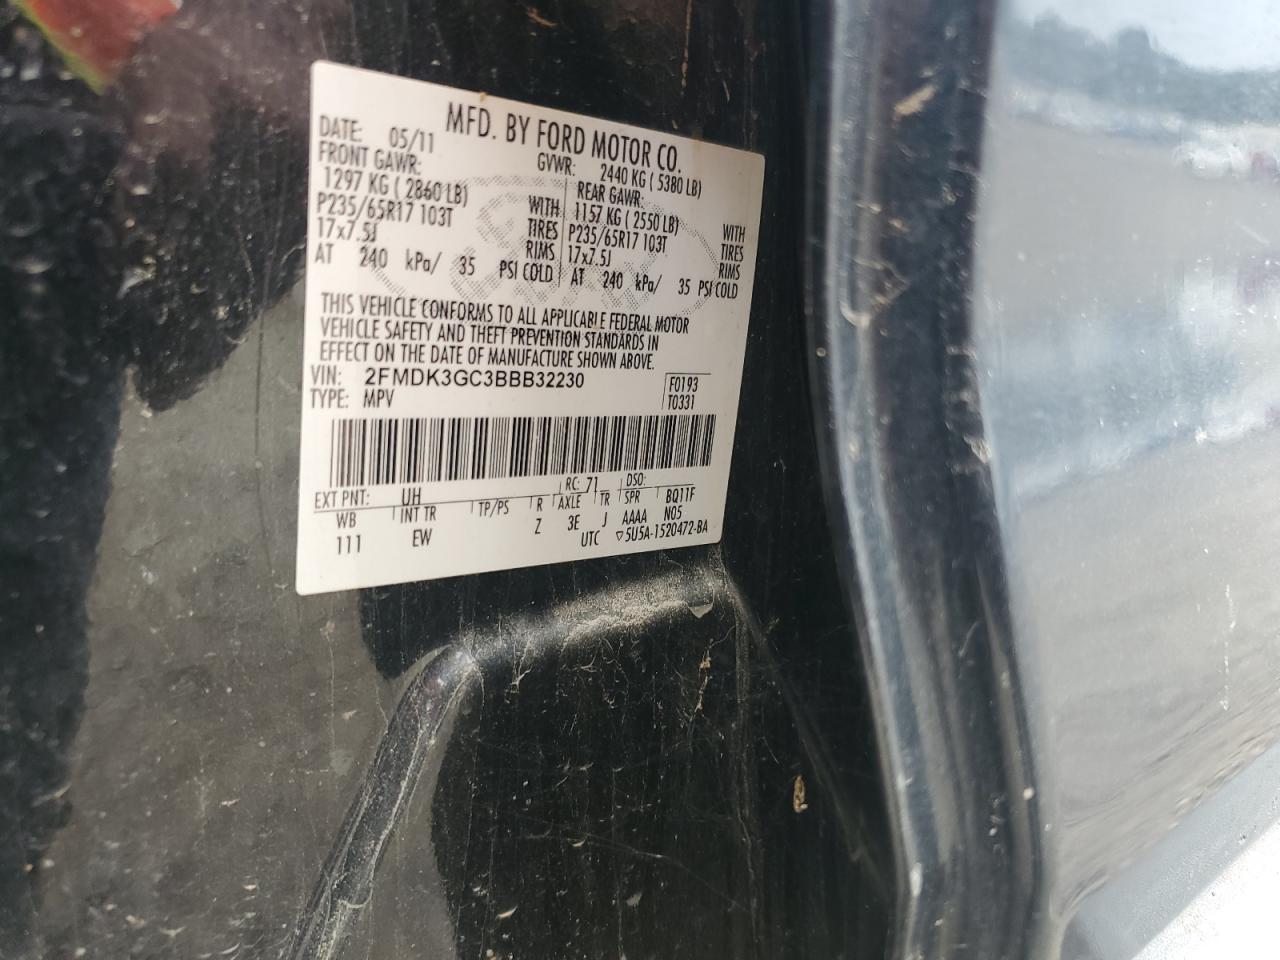 MFD. BY FORD MOTOR CO.
DATE: 05/11 GVWR: 2440 KG ( 5380 LB)
FRONT GAWR: REAR GAWR:
1297 KG ( 2860 LB) WITH 1157 KG ( 2550 LB) WITH
P235/65R17 103T TIRES P235/65R17 103T TIRES
17x7.5J RIMS 17x7.5J RIMS
AT 240 kPa/ 35 PSI COLD AT 240 kPa/ 35 PSI COLD
THIS VEHICLE CONFORMS TO ALL APPLICABLE FEDERAL MOTOR
VEHICLE SAFETY AND THEFT PREVENTION STANDARDS IN
EFFECT ON THE DATE OF MANUFACTURE SHOWN ABOVE.
VIN: 2FMDK3GC3BBB32230 F0193
TYPE: MPV T0331
EXT PNT: UH RC: 71 DSO:
WB INT TR TP/PS R AXLE TR SPR BQ11F
111 EW Z 3E J AAAA N05
UTC ▽5U5A-1520472-BA